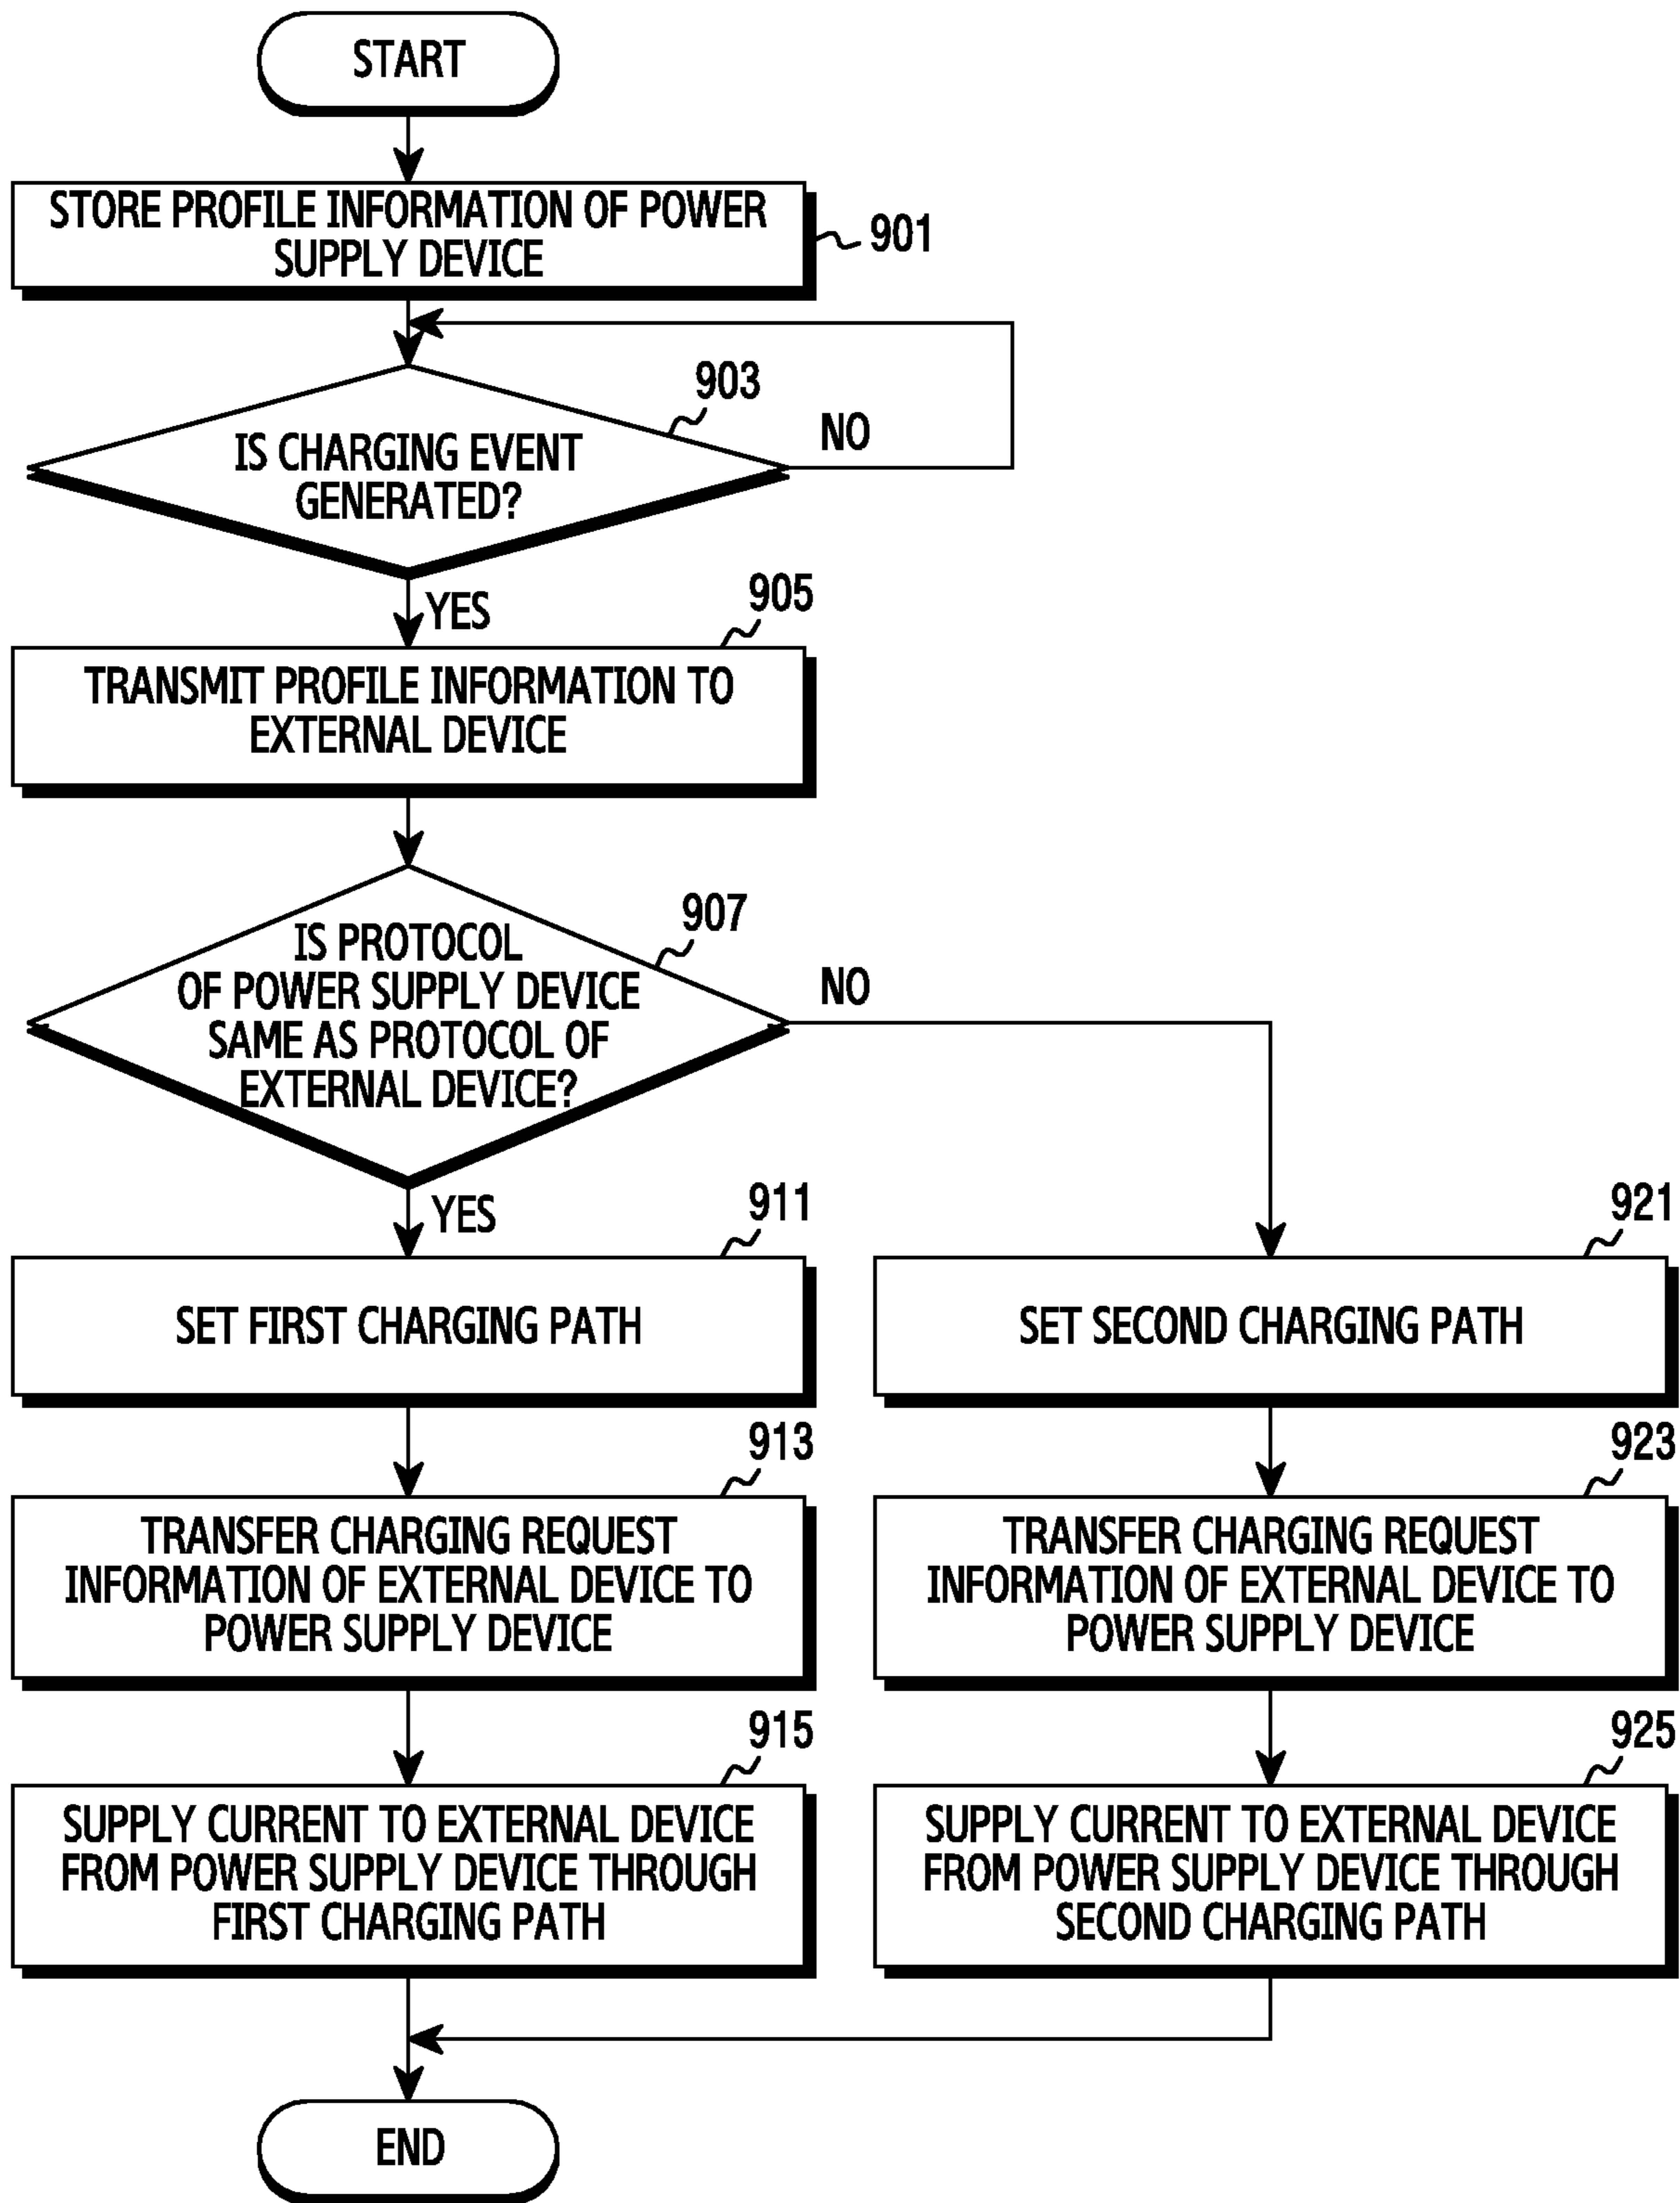 START
STORE PROFILE INFORMATION OF POWER
SUPPLY DEVICE
901
903
IS CHARGING EVENT
GENERATED?
NO
YES
905
TRANSMIT PROFILE INFORMATION TO
EXTERNAL DEVICE
907
IS PROTOCOL
OF POWER SUPPLY DEVICE
SAME AS PROTOCOL OF
EXTERNAL DEVICE?
NO
YES
911
SET FIRST CHARGING PATH
913
TRANSFER CHARGING REQUEST
INFORMATION OF EXTERNAL DEVICE TO
POWER SUPPLY DEVICE
915
SUPPLY CURRENT TO EXTERNAL DEVICE
FROM POWER SUPPLY DEVICE THROUGH
FIRST CHARGING PATH
921
SET SECOND CHARGING PATH
923
TRANSFER CHARGING REQUEST
INFORMATION OF EXTERNAL DEVICE TO
POWER SUPPLY DEVICE
925
SUPPLY CURRENT TO EXTERNAL DEVICE
FROM POWER SUPPLY DEVICE THROUGH
SECOND CHARGING PATH
END